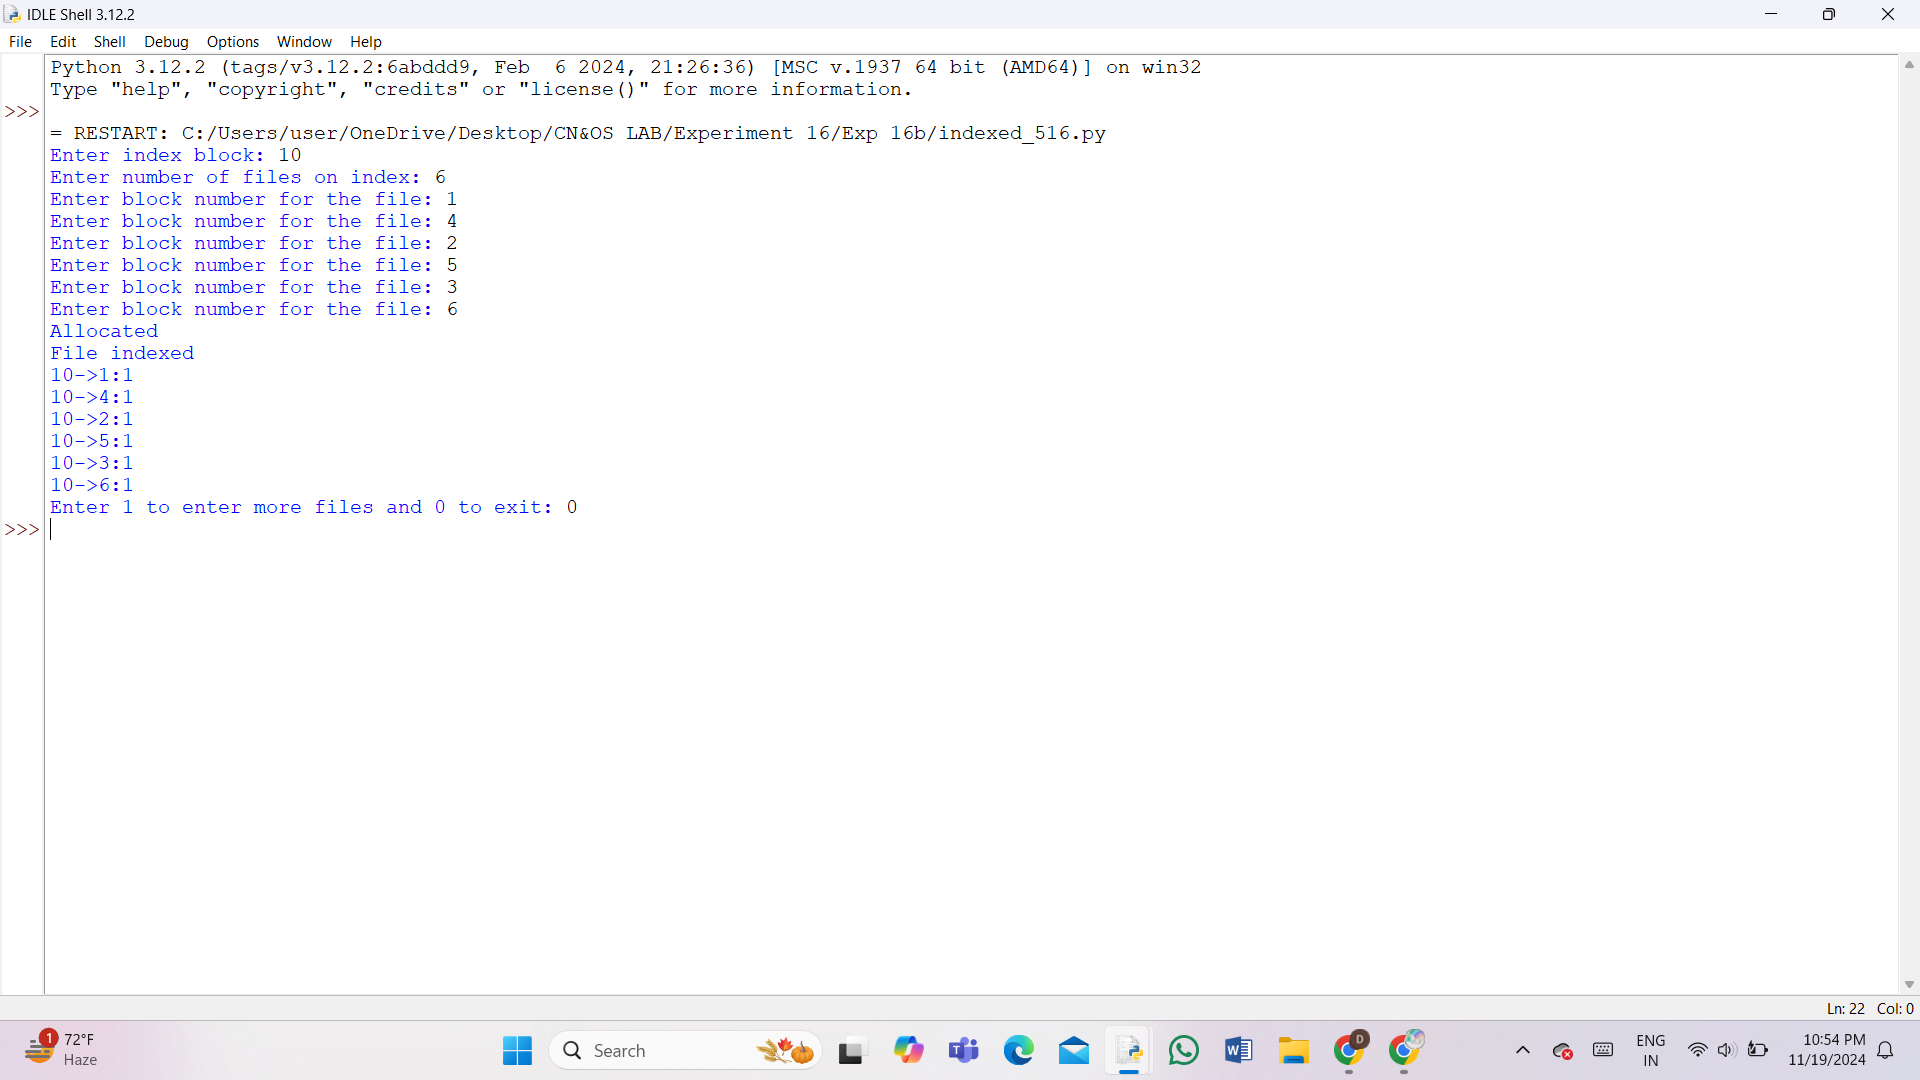 IDLE Shell 3.12.2
File Edit Shell Debug Options Window Help
Python 3.12.2 (tags/v3.12.2:6abddd9, Feb  6 2024, 21:26:36) [MSC v.1937 64 bit (AMD64)] on win32
Type "help", "copyright", "credits" or "license()" for more information.
>>>
= RESTART: C:/Users/user/OneDrive/Desktop/CN&OS LAB/Experiment 16/Exp 16b/indexed_516.py
Enter index block: 10
Enter number of files on index: 6
Enter block number for the file: 1
Enter block number for the file: 4
Enter block number for the file: 2
Enter block number for the file: 5
Enter block number for the file: 3
Enter block number for the file: 6
Allocated
File indexed
10->1:1
10->4:1
10->2:1
10->5:1
10->3:1
10->6:1
Enter 1 to enter more files and 0 to exit: 0
>>>
Ln: 22 Col: 0
1
72°F
Haze
Search
D
ENG
IN
10:54 PM
11/19/2024